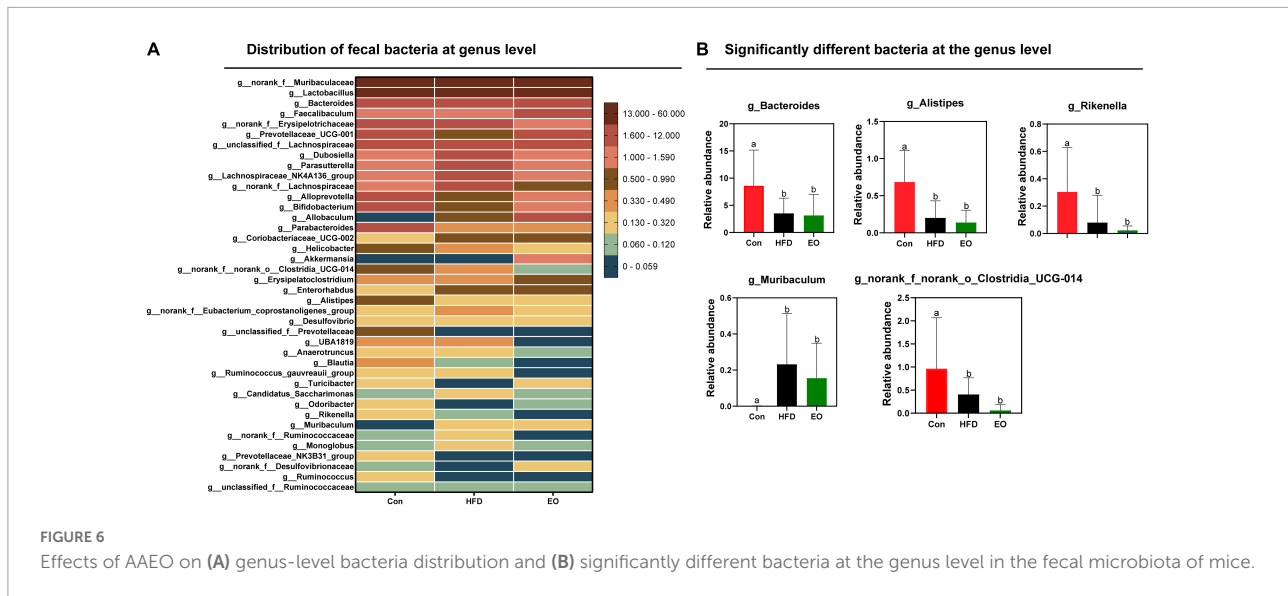 A Distribution of fecal bacteria at genus level
g__norank_f__Muribaculaceae
g__Lactobacillus
g__Bacteroides
g__Faecalibaculum
g__norank_f__Erysipelotrichaceae
g__Prevotellaceae_UCG-001
g__unclassified_f__Lachnospiraceae
g__Dubosiella
g__Parasutterella
g__Lachnospiraceae_NK4A136_group
g__norank_f__Lachnospiraceae
g__Alloprevotella
g__Bifidobacterium
g__Allobaculum
g__Parabacteroides
g__Coriobacteriaceae_UCG-002
g__Helicobacter
g__Akkermansia
g__norank_f__norank_o__Clostridia_UCG-014
g__Erysipelatoclostridium
g__Enterorhabdus
g__Alistipes
g__norank_f__Eubacterium_coprostanoligenes_group
g__Desulfovibrio
g__unclassified_f__Prevotellaceae
g__UBA1819
g__Anaerotruncus
g__Blautia
g__Ruminococcus_gauvreauii_group
g__Turicibacter
g__Candidatus_Saccharimonas
g__Odoribacter
g__Rikenella
g__Muribaculum
g__norank_f__Ruminococcaceae
g__Monoglobus
g__Prevotellaceae_NK3B31_group
g__norank_f__Desulfovibrionaceae
g__Ruminococcus
g__unclassified_f__Ruminococcaceae
Con HFD EO
13.000 - 60.000
1.600 - 12.000
1.000 - 1.590
0.500 - 0.990
0.330 - 0.490
0.130 - 0.320
0.060 - 0.120
0 - 0.059
B Significantly different bacteria at the genus level
g_Bacteroides
Relative abundance
20
15
10
5
0
a b b
Con HFD EO
g_Alistipes
Relative abundance
1.5
1.0
0.5
0.0
a b b
Con HFD EO
g_Rikenella
Relative abundance
0.8
0.6
0.4
0.2
0.0
a b b
Con HFD EO
g_Muribaculum
Relative abundance
0.6
0.4
0.2
0.0
a b b
Con HFD EO
g_norank_f_norank_o_Clostridia_UCG-014
Relative abundance
2.5
2.0
1.5
1.0
0.5
0.0
a b b
Con HFD EO
FIGURE 6
Effects of AAEO on (A) genus-level bacteria distribution and (B) significantly different bacteria at the genus level in the fecal microbiota of mice.